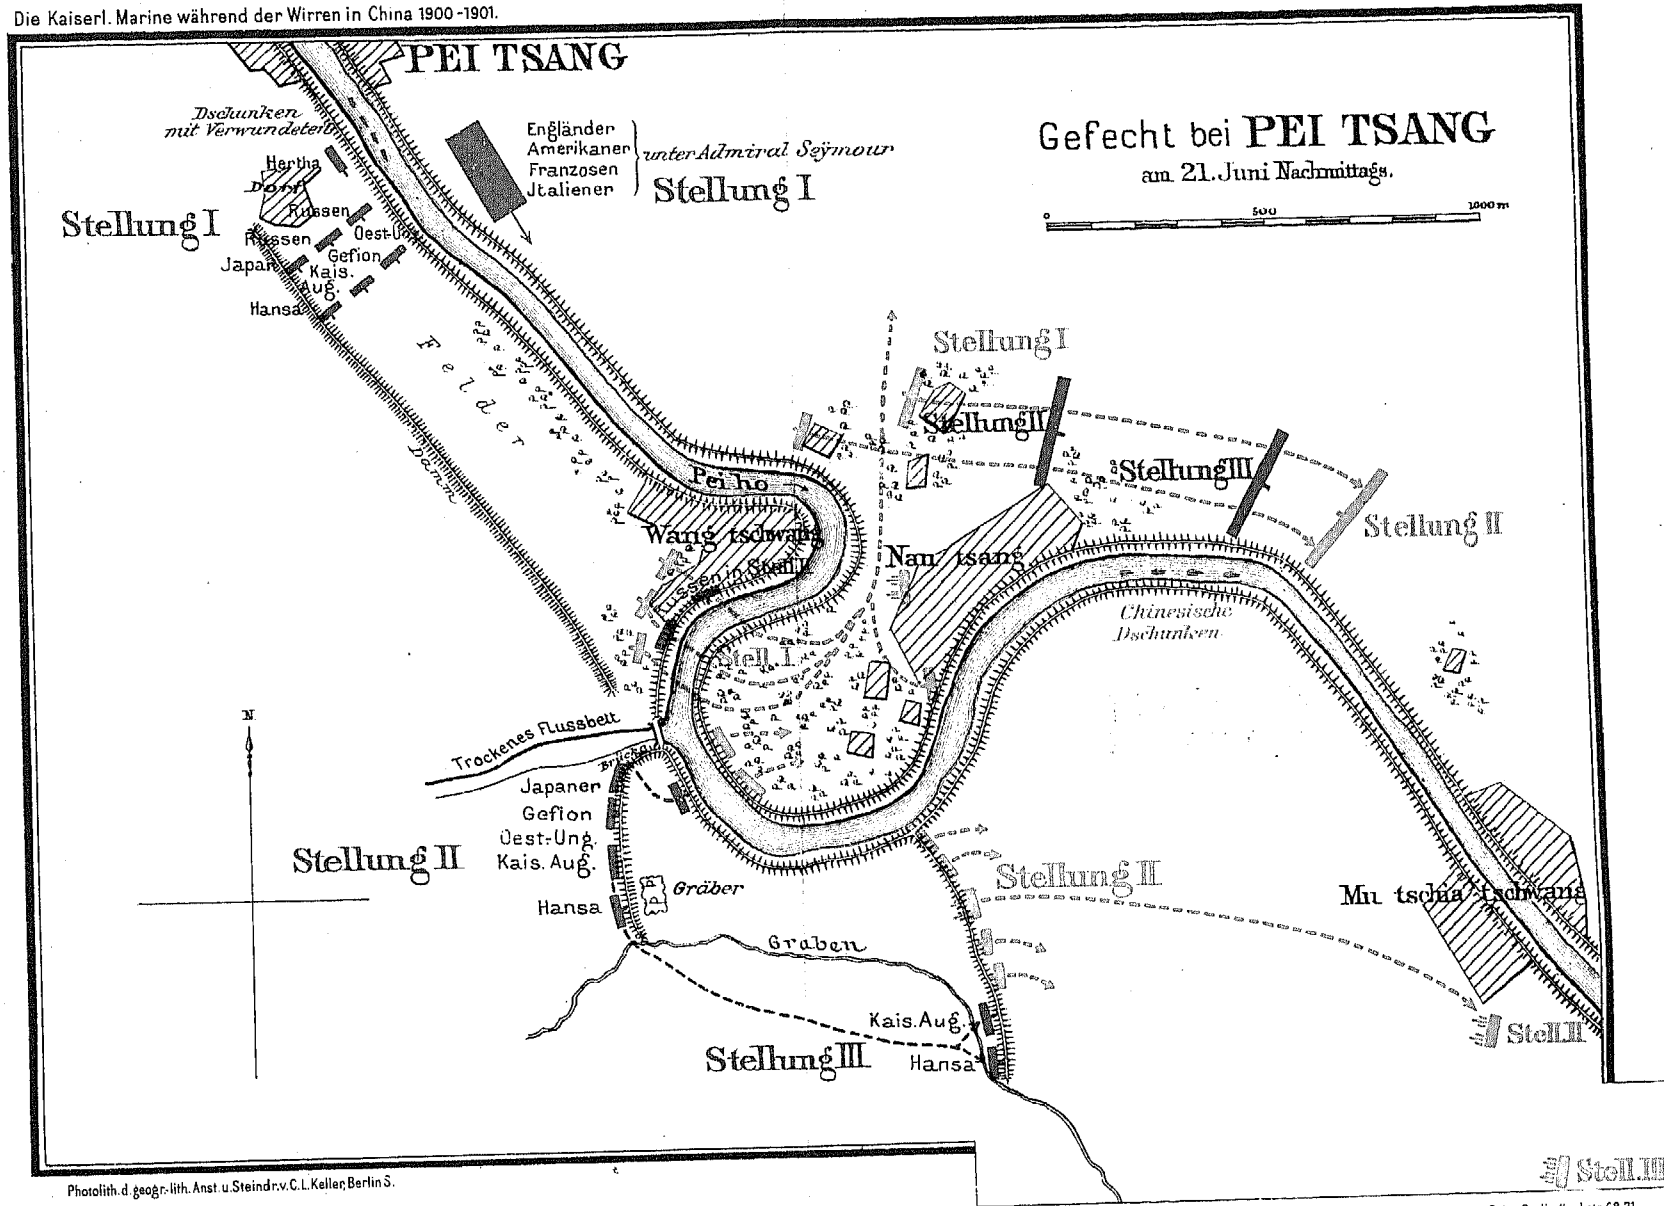 Die Kaiserl. Marine während der Wirren in China 1900-1901.
PEI TSANG
Gefecht bei PEI TSANG
am 21. Juni Nachmittags.
0 500 1000 m
Dschunken
mit Verwundeten
Engländer
Amerikaner
Franzosen
Jtaliener
unter Admiral Seÿmour
Stellung I
Hertha
Dorf
Stellung I
Russen
Russen
Oest-Un
Gefion
Japan
Kais.
Aug.
Hansa
Felder
Damm
Stellung I
Stellung II
Stellung III
Stellung II
Pei ho
Wang tschwang
Russen in Stell. II
Nan tsang
Chinesische
Dschunken
Stell. I
N.
Trockenes Flussbett
Brücke
Japaner
Gefion
Oest-Ung.
Kais. Aug.
Hansa
Stellung II
Gräber
Stellung II
Mu tschia tschwang
Graben
Kais. Aug.
Hansa
Stellung III
Stell. II
Stell. III
Photolith. d. geogr.-lith. Anst. u. Steindr. v. C. L. Keller, Berlin S.